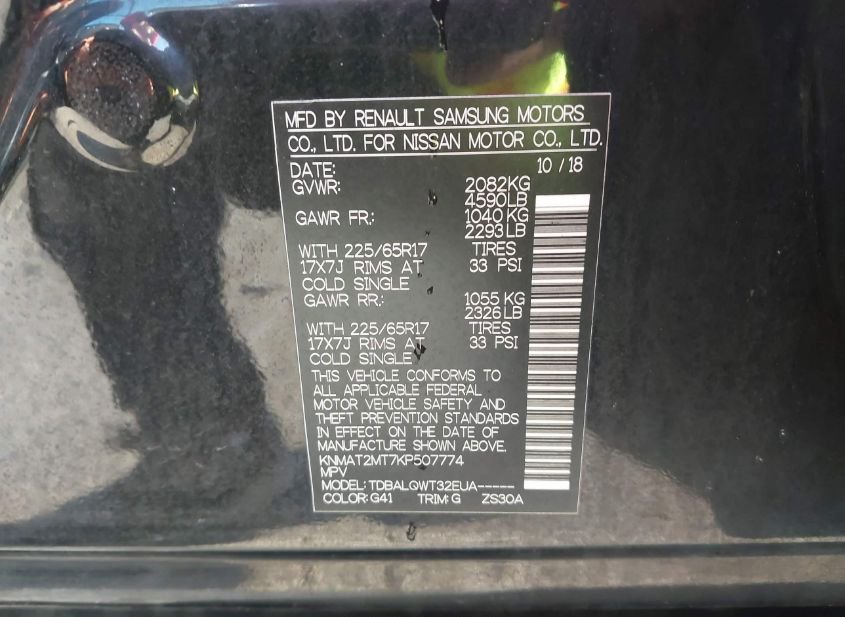 MFD BY RENAULT SAMSUNG MOTORS
CO., LTD. FOR NISSAN MOTOR CO., LTD.
DATE: 10 / 18
GVWR: 2082KG
4590LB
GAWR FR.: 1040 KG
2293 LB
WITH 225/65R17 TIRES
17X7J RIMS AT 33 PSI
COLD SINGLE
GAWR RR.: 1055 KG
2326 LB
WITH 225/65R17 TIRES
17X7J RIMS AT 33 PSI
COLD SINGLE
THIS VEHICLE CONFORMS TO
ALL APPLICABLE FEDERAL
MOTOR VEHICLE SAFETY AND
THEFT PREVENTION STANDARDS
IN EFFECT ON THE DATE OF
MANUFACTURE SHOWN ABOVE.
KNMAT2MT7KP507774
MPV
MODEL: TDBALQWT32EUA-----
COLOR: G41 TRIM: G ZS30A